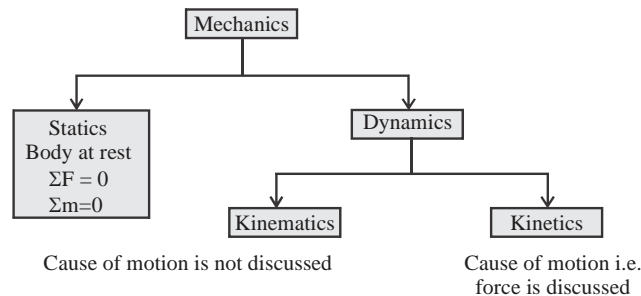 Mechanics
Statics
Body at rest
ΣF = 0
Σm=0
Dynamics
Kinematics
Kinetics
Cause of motion is not discussed
Cause of motion i.e.
force is discussed